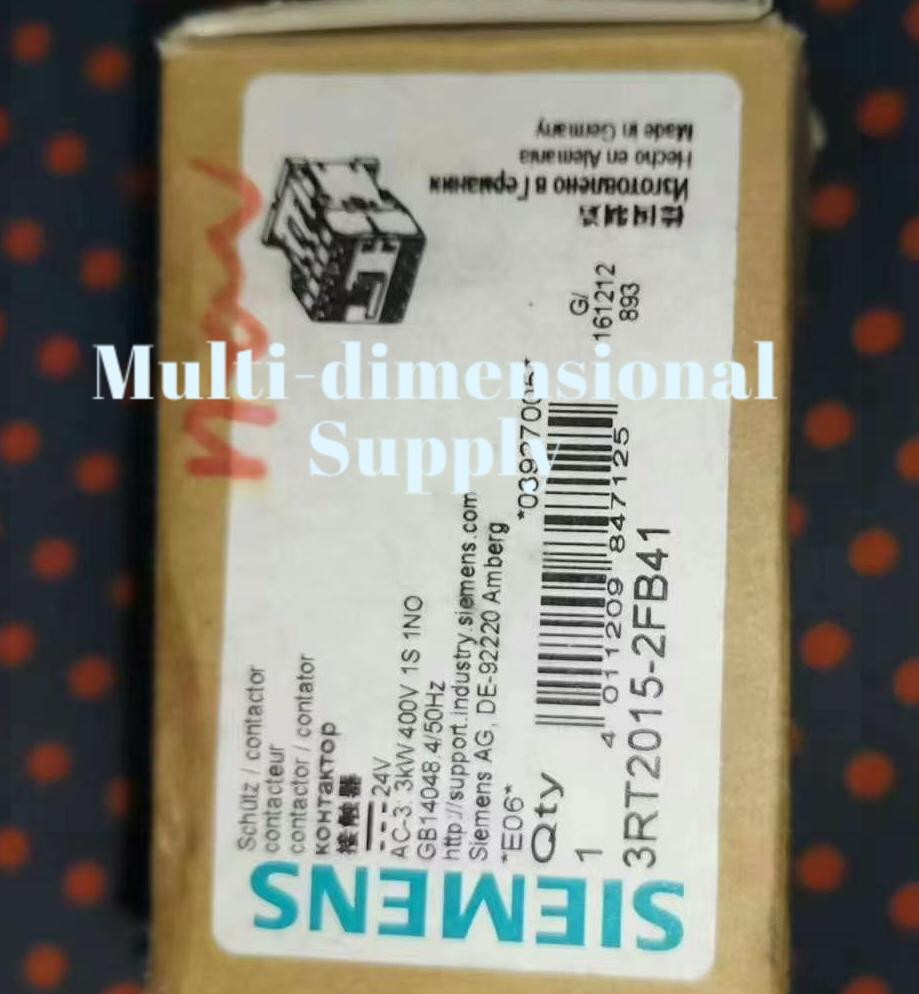 Multi-dimensional
Supply
new
SIEMENS
Schütz / contactor
contacteur
contactor / contator
контактор
接触器
24V
AC-3: 3kW 400V 1S 1NO
GB14048.4/50Hz
http://support.industry.siemens.com
Siemens AG, DE-92220 Amberg
*E06*
Qty
1
4 011209 847125
3RT2015-2FB41
G/
161212
893
Made in Germany
Hecho en Alemania
Изготовлено в Германии
德国制造